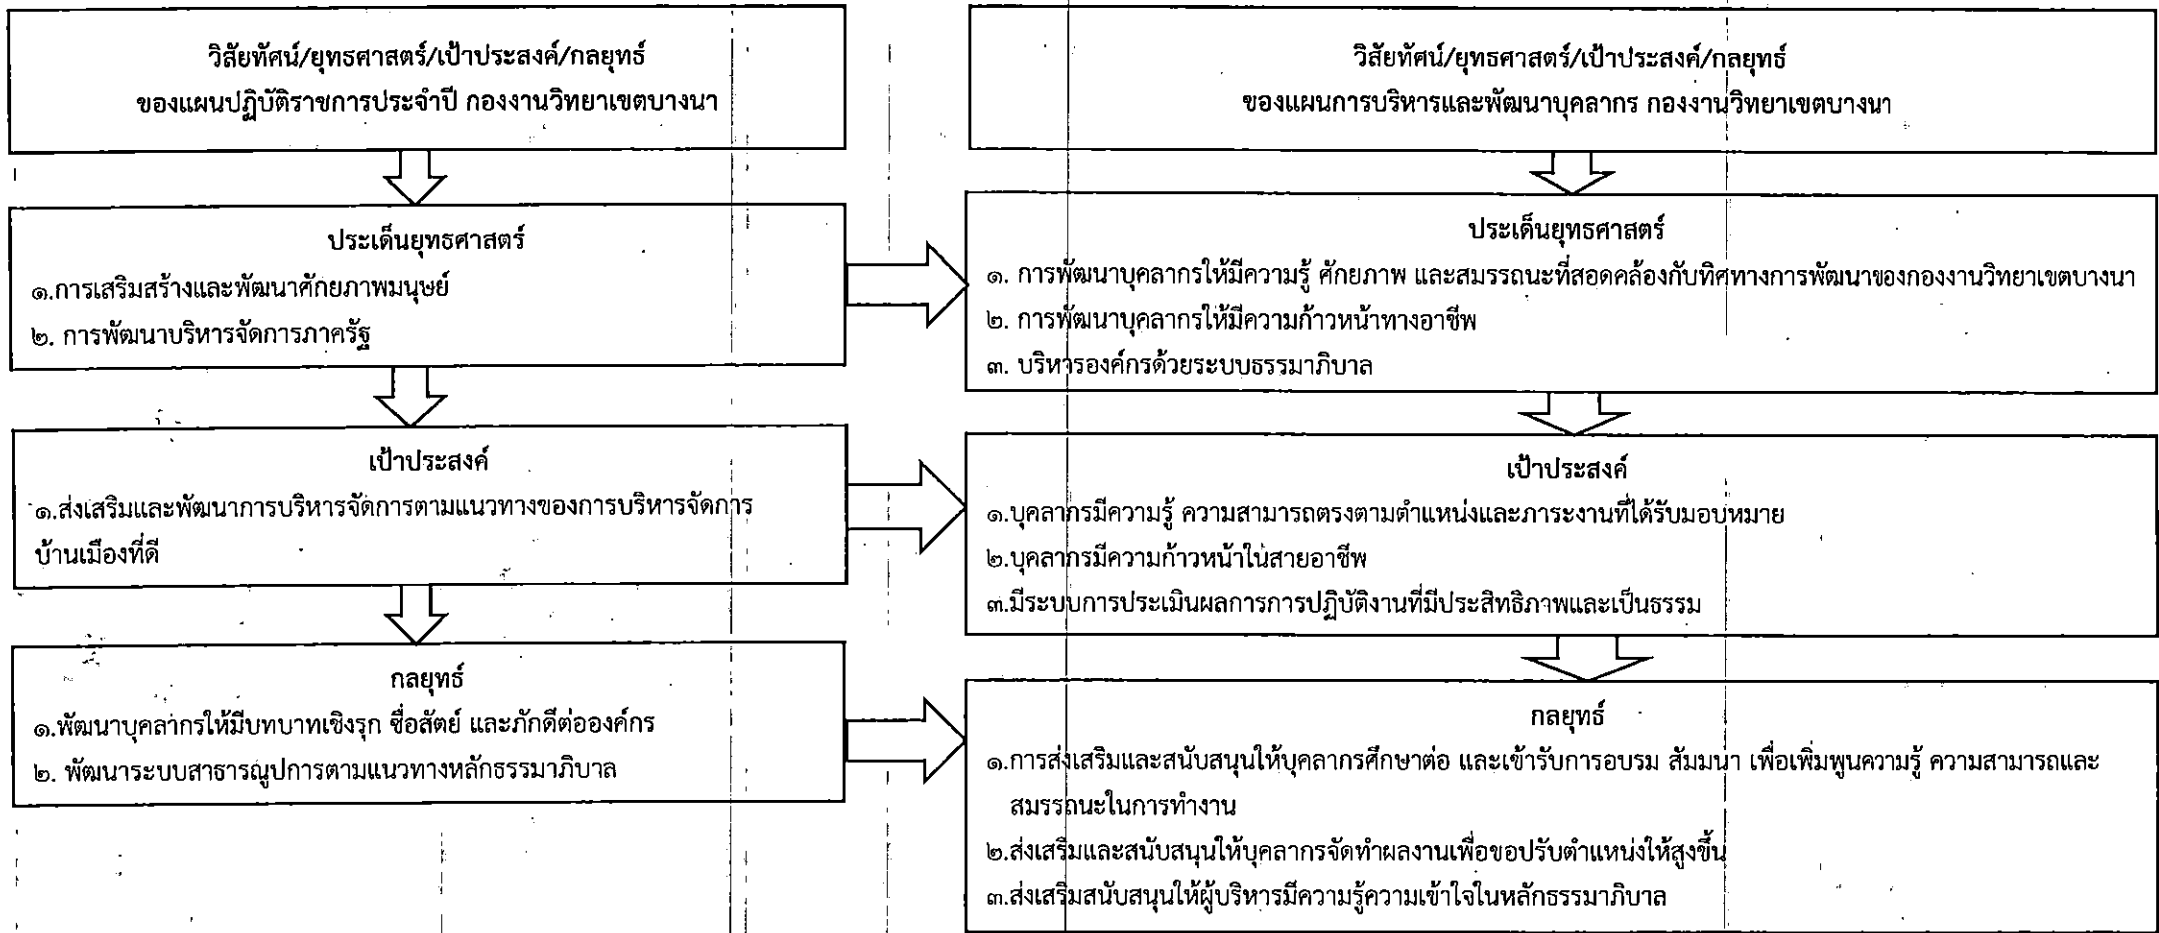 วิสัยทัศน์/ยุทธศาสตร์/เป้าประสงค์/กลยุทธ์
ของแผนปฏิบัติราชการประจำปี กองงานวิทยาเขตบางนา
ประเด็นยุทธศาสตร์
๑.การเสริมสร้างและพัฒนาศักยภาพมนุษย์
๒. การพัฒนาบริหารจัดการภาครัฐ
เป้าประสงค์
๑.ส่งเสริมและพัฒนาการบริหารจัดการตามแนวทางของการบริหารจัดการ
บ้านเมืองที่ดี
กลยุทธ์
๑.พัฒนาบุคลากรให้มีบทบาทเชิงรุก ซื่อสัตย์ และภักดีต่อองค์กร
๒. พัฒนาระบบสาธารณูปการตามแนวทางหลักธรรมาภิบาล
วิสัยทัศน์/ยุทธศาสตร์/เป้าประสงค์/กลยุทธ์
ของแผนการบริหารและพัฒนาบุคลากร กองงานวิทยาเขตบางนา
ประเด็นยุทธศาสตร์
๑. การพัฒนาบุคลากรให้มีความรู้ ศักยภาพ และสมรรถนะที่สอดคล้องกับทิศทางการพัฒนาของกองงานวิทยาเขตบางนา
๒. การพัฒนาบุคลากรให้มีความก้าวหน้าทางอาชีพ
๓. บริหารองค์กรด้วยระบบธรรมาภิบาล
เป้าประสงค์
๑.บุคลากรมีความรู้ ความสามารถตรงตามตำแหน่งและภาระงานที่ได้รับมอบหมาย
๒.บุคลากรมีความก้าวหน้าในสายอาชีพ
๓.มีระบบการประเมินผลการการปฏิบัติงานที่มีประสิทธิภาพและเป็นธรรม
กลยุทธ์
๑.การส่งเสริมและสนับสนุนให้บุคลากรศึกษาต่อ และเข้ารับการอบรม สัมมนา เพื่อเพิ่มพูนความรู้ ความสามารถและ
สมรรถนะในการทำงาน
๒.ส่งเสริมและสนับสนุนให้บุคลากรจัดทำผลงานเพื่อขอปรับตำแหน่งให้สูงขึ้น
๓.ส่งเสริมสนับสนุนให้ผู้บริหารมีความรู้ความเข้าใจในหลักธรรมาภิบาล